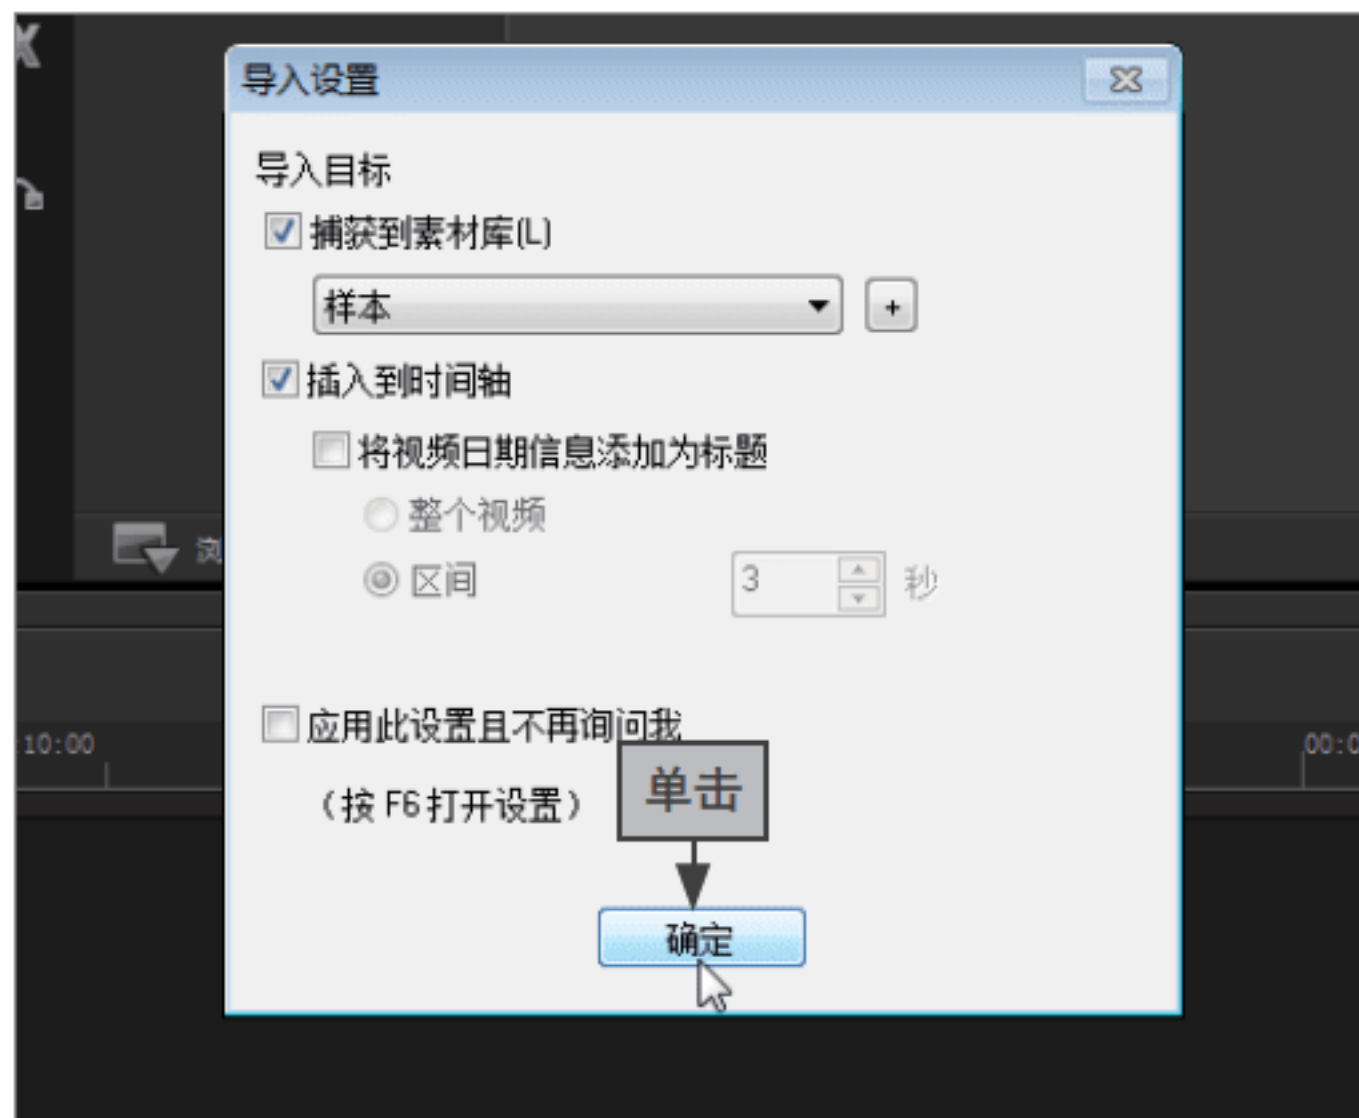 导入设置
导入目标
捕获到素材库(L)
样本
+
插入到时间轴
将视频日期信息添加为标题
整个视频
浏
区间
3
秒
应用此设置且不再询问我
10:00
00:0
(按 F6 打开设置)
单击
确定